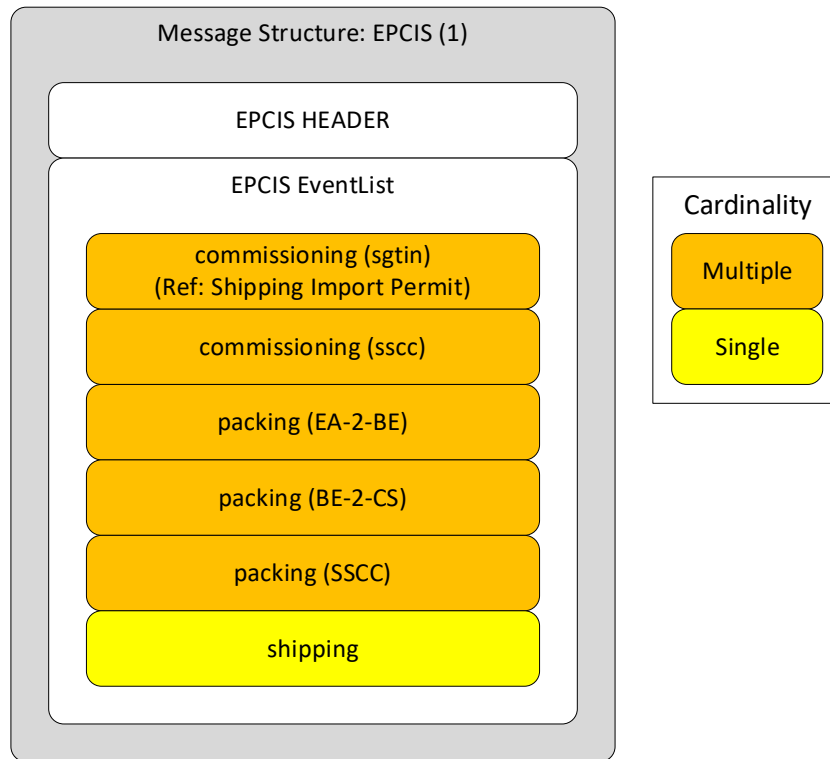 Message Structure: EPCIS (1)
EPCIS HEADER
EPCIS EventList
commissioning (sgtin)
(Ref: Shipping Import Permit)
commissioning (sscc)
packing (EA-2-BE)
packing (BE-2-CS)
packing (SSCC)
shipping
Cardinality
Multiple
Single